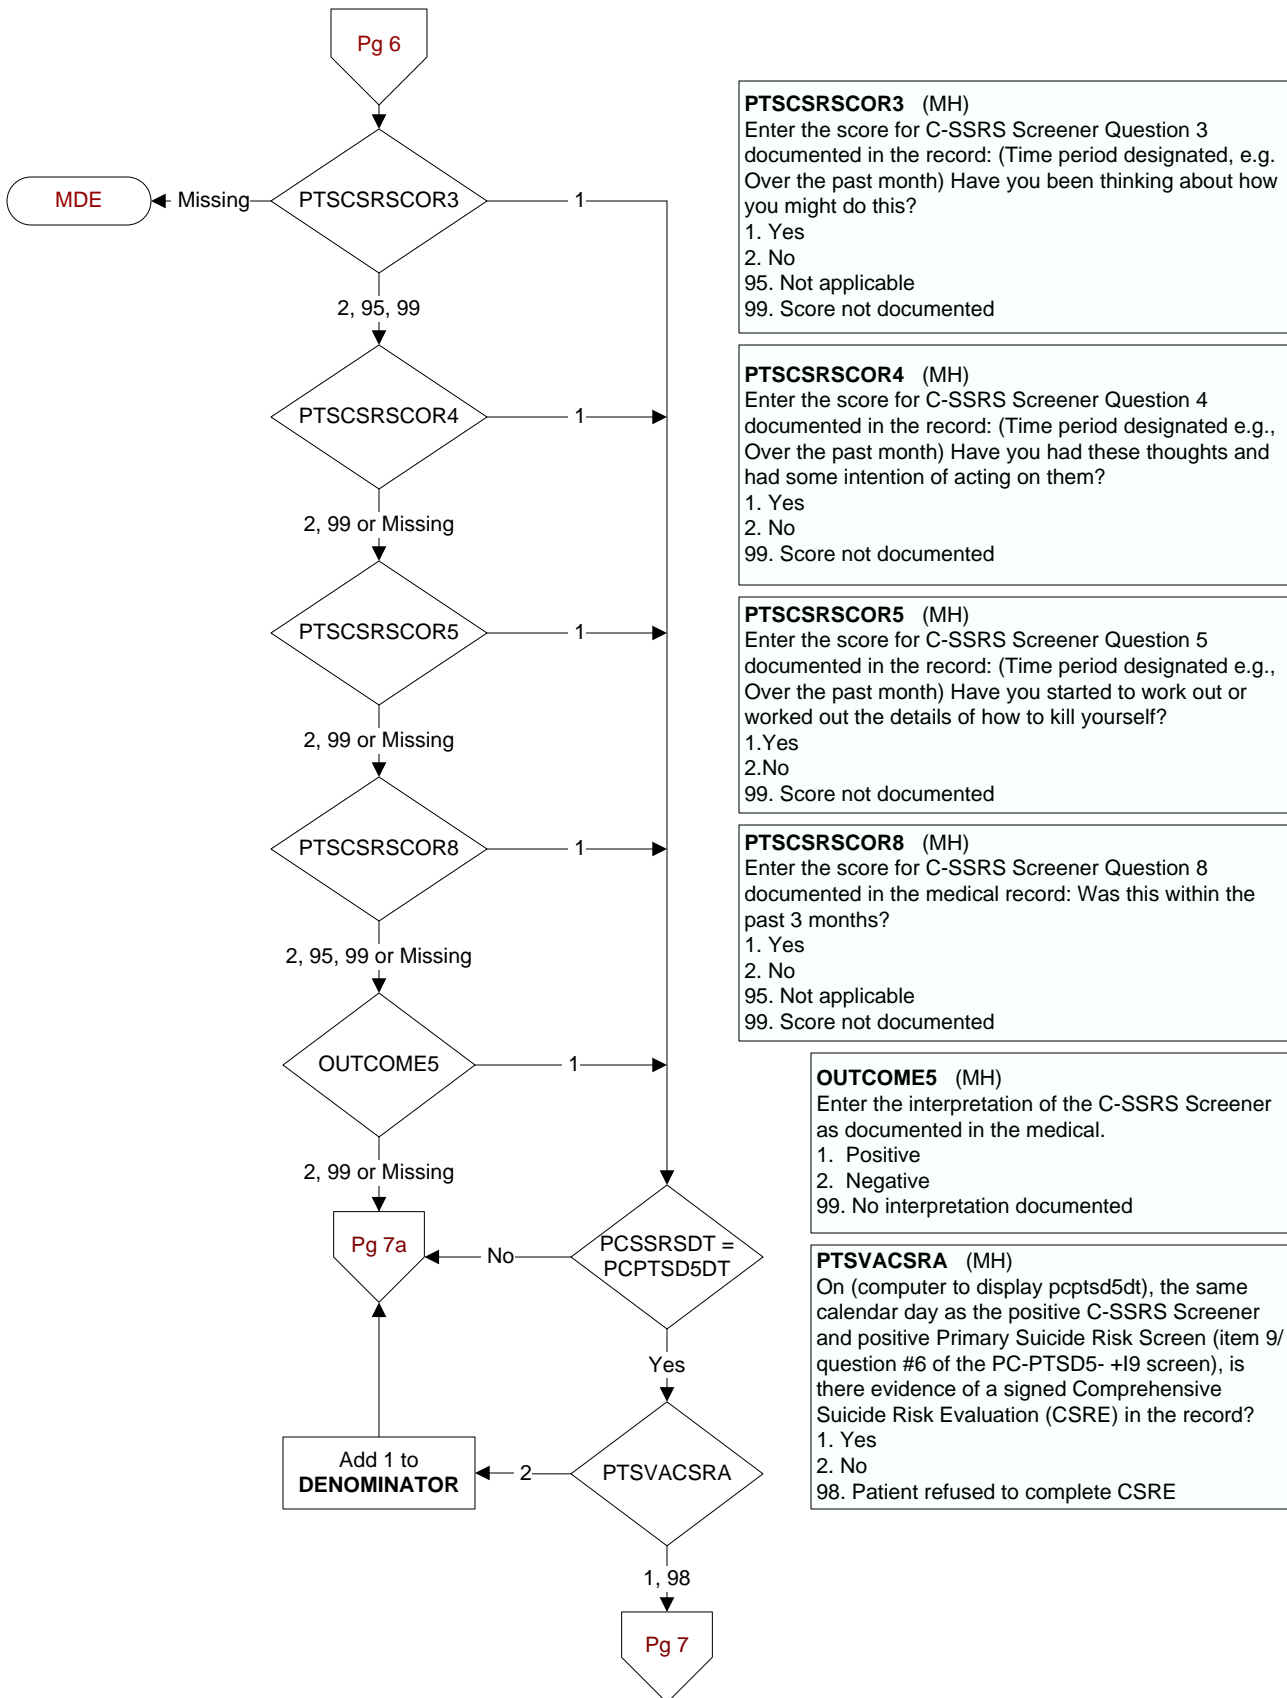 Pg 6
PTSCSRSCOR3
MDE
Missing
1
2, 95, 99
PTSCSRSCOR4
1
2, 99 or Missing
PTSCSRSCOR5
1
2, 99 or Missing
PTSCSRSCOR8
1
2, 95, 99 or Missing
OUTCOME5
1
2, 99 or Missing
Pg 7a
No
PCSSRSDT =
PCPTSD5DT
Yes
Add 1 to
DENOMINATOR
2
PTSVACSRA
1, 98
Pg 7
PTSCSRSCOR3 (MH)
Enter the score for C-SSRS Screener Question 3
documented in the record: (Time period designated, e.g.
Over the past month) Have you been thinking about how
you might do this?
1. Yes
2. No
95. Not applicable
99. Score not documented
PTSCSRSCOR4 (MH)
Enter the score for C-SSRS Screener Question 4
documented in the record: (Time period designated e.g.,
Over the past month) Have you had these thoughts and
had some intention of acting on them?
1. Yes
2. No
99. Score not documented
PTSCSRSCOR5 (MH)
Enter the score for C-SSRS Screener Question 5
documented in the record: (Time period designated e.g.,
Over the past month) Have you started to work out or
worked out the details of how to kill yourself?
1.Yes
2.No
99. Score not documented
PTSCSRSCOR8 (MH)
Enter the score for C-SSRS Screener Question 8
documented in the medical record: Was this within the
past 3 months?
1. Yes
2. No
95. Not applicable
99. Score not documented
OUTCOME5 (MH)
Enter the interpretation of the C-SSRS Screener
as documented in the medical.
1. Positive
2. Negative
99. No interpretation documented
PTSVACSRA (MH)
On (computer to display pcptsd5dt), the same
calendar day as the positive C-SSRS Screener
and positive Primary Suicide Risk Screen (item 9/
question #6 of the PC-PTSD5- +I9 screen), is
there evidence of a signed Comprehensive
Suicide Risk Evaluation (CSRE) in the record?
1. Yes
2. No
98. Patient refused to complete CSRE